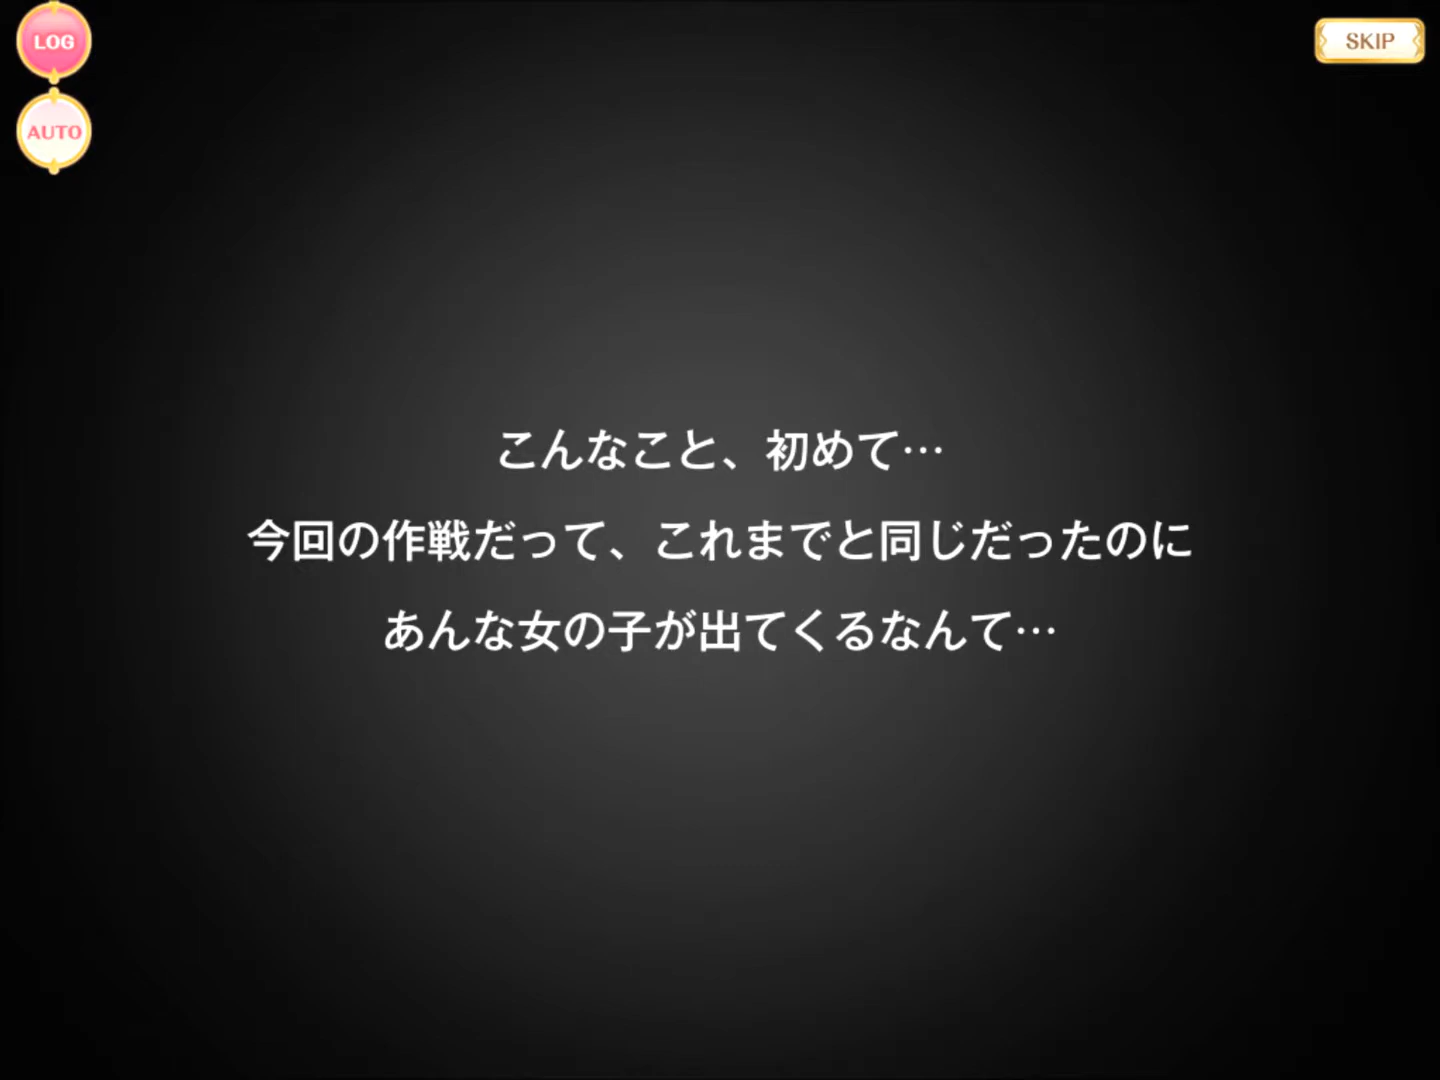 LOG
SKIP
AUTO
こんなこと、初めて…
今回の作戦だって、これまでと同じだったのに
あんな女の子が出てくるなんて…